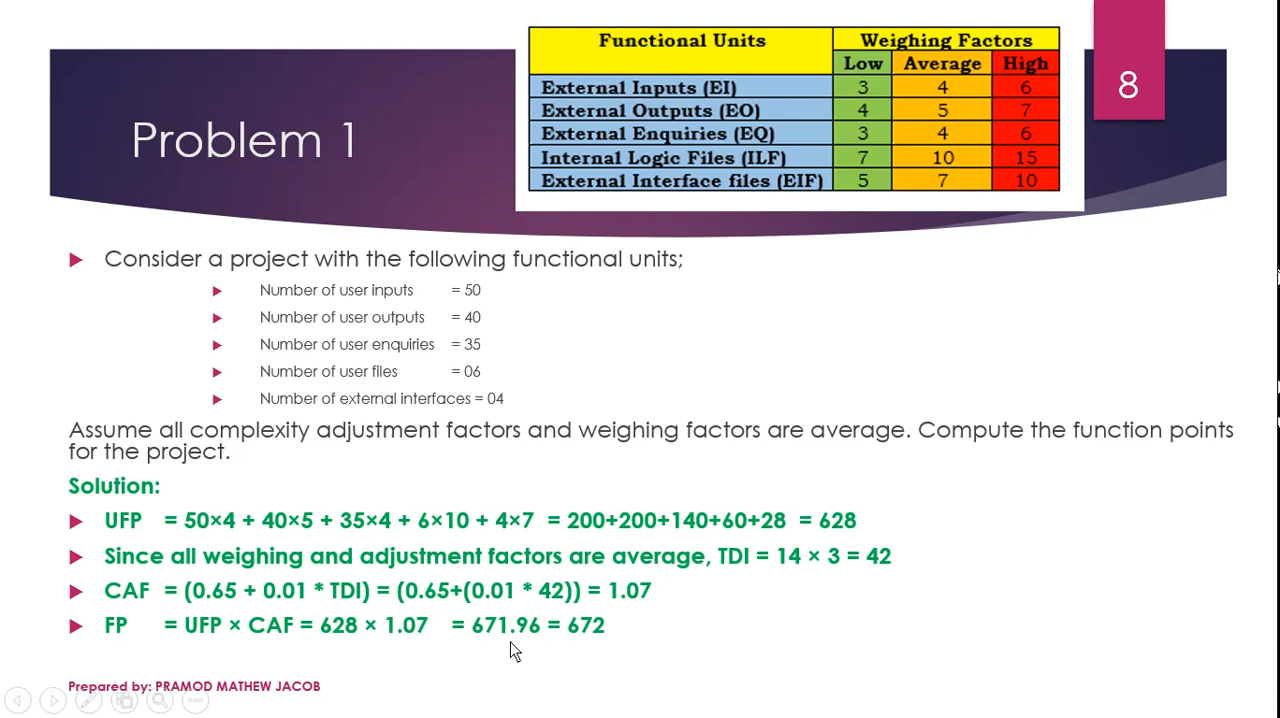 Functional Units Weighing Factors
Low Average High
External Inputs (EI) 3 4 6
External Outputs (EO) 4 5 7
External Enquiries (EQ) 3 4 6
Internal Logic Files (ILF) 7 10 15
External Interface files (EIF) 5 7 10
8
Problem 1
Consider a project with the following functional units;
Number of user inputs = 50
Number of user outputs = 40
Number of user enquiries = 35
Number of user files = 06
Number of external interfaces = 04
Assume all complexity adjustment factors and weighing factors are average. Compute the function points
for the project.
Solution:
UFP = 50×4 + 40×5 + 35×4 + 6×10 + 4×7 = 200+200+140+60+28 = 628
Since all weighing and adjustment factors are average, TDI = 14 × 3 = 42
CAF = (0.65 + 0.01 * TDI) = (0.65+(0.01 * 42)) = 1.07
FP = UFP × CAF = 628 × 1.07 = 671.96 = 672
Prepared by: PRAMOD MATHEW JACOB